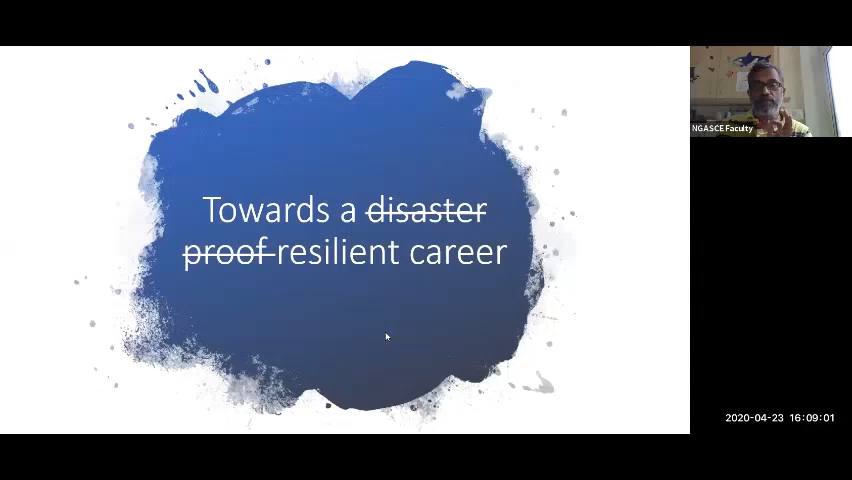 Towards a disaster
proof resilient career
NGASCE Faculty
2020-04-23 16:09:01